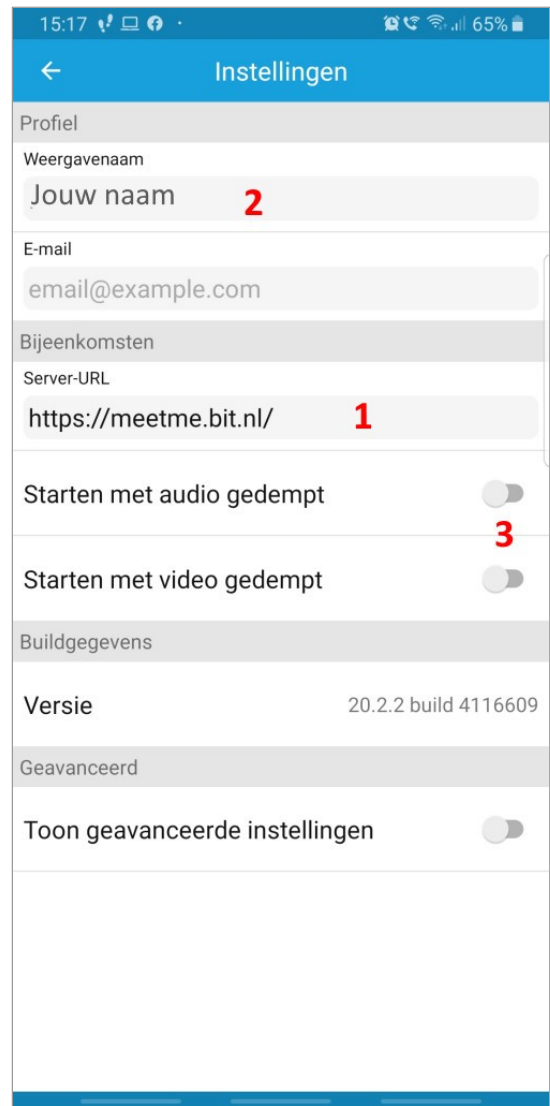 15:17 65%
Instellingen
Profiel
Weergavenaam
Jouw naam 2
E-mail
email@example.com
Bijeenkomsten
Server-URL
https://meetme.bit.nl/ 1
Starten met audio gedempt
3
Starten met video gedempt
Buildgegevens
Versie 20.2.2 build 4116609
Geavanceerd
Toon geavanceerde instellingen